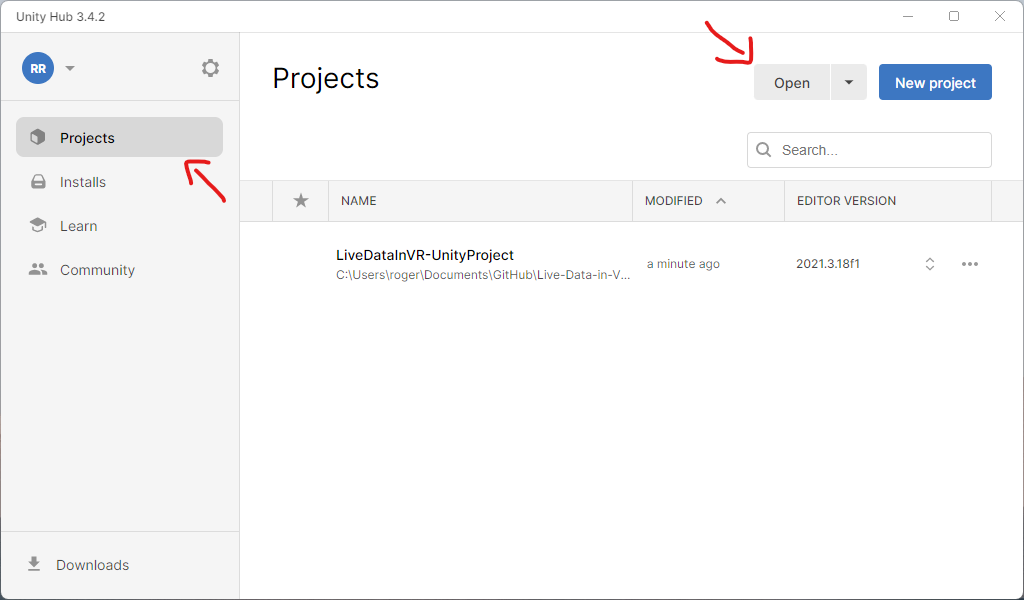 Unity Hub 3.4.2
RR
Projects
Installs
Learn
Community
Downloads
Projects
Open
New project
Search...
NAME
MODIFIED
EDITOR VERSION
LiveDataInVR-UnityProject
a minute ago
2021.3.18f1
C:\Users\roger\Documents\GitHub\Live-Data-in-V...